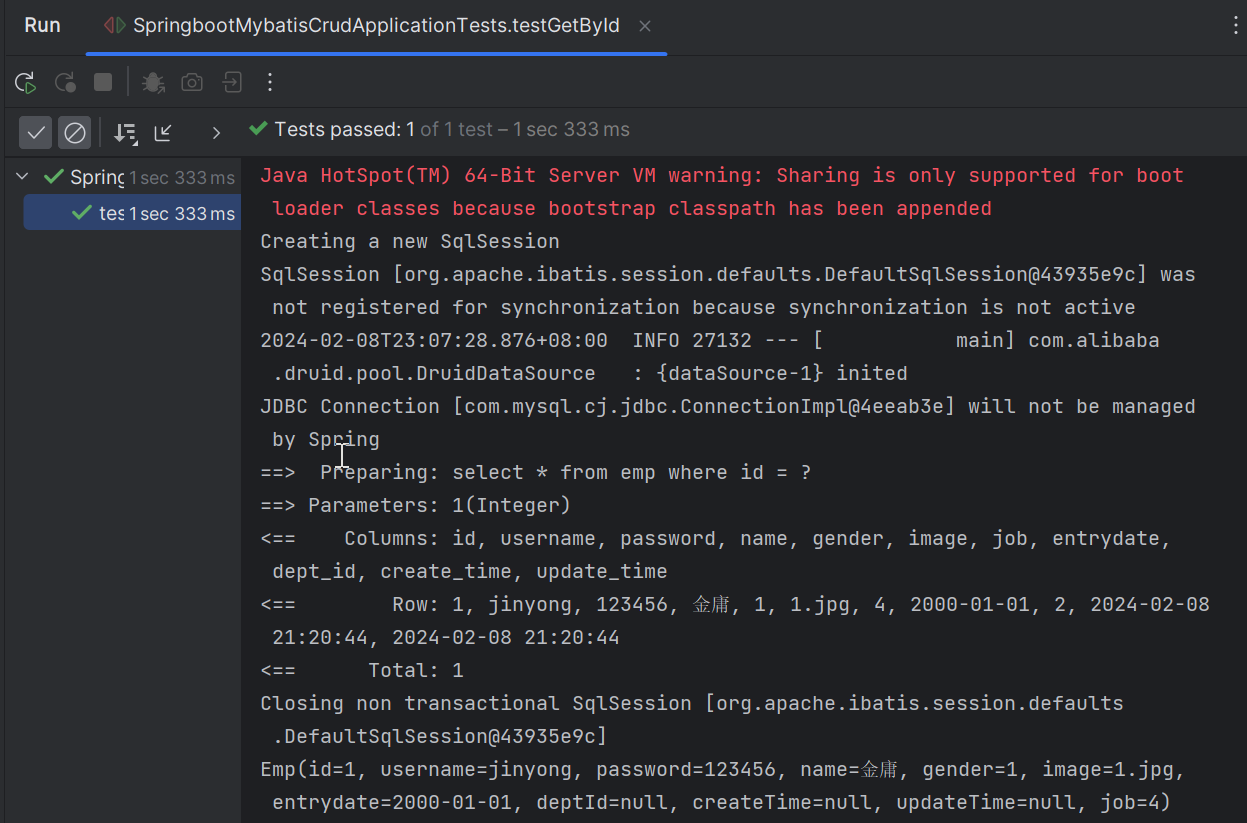 Run SpringbootMybatisCrudApplicationTests.testGetById
Tests passed: 1 of 1 test – 1 sec 333 ms
Spring 1 sec 333 ms
tes 1 sec 333 ms
Java HotSpot(TM) 64-Bit Server VM warning: Sharing is only supported for boot
loader classes because bootstrap classpath has been appended
Creating a new SqlSession
SqlSession [org.apache.ibatis.session.defaults.DefaultSqlSession@43935e9c] was
not registered for synchronization because synchronization is not active
2024-02-08T23:07:28.876+08:00  INFO 27132 --- [           main] com.alibaba
.druid.pool.DruidDataSource   : {dataSource-1} inited
JDBC Connection [com.mysql.cj.jdbc.ConnectionImpl@4eeab3e] will not be managed
by Spring
==>  Preparing: select * from emp where id = ?
==> Parameters: 1(Integer)
<==    Columns: id, username, password, name, gender, image, job, entrydate,
dept_id, create_time, update_time
<==        Row: 1, jinyong, 123456, 金庸, 1, 1.jpg, 4, 2000-01-01, 2, 2024-02-08
21:20:44, 2024-02-08 21:20:44
<==      Total: 1
Closing non transactional SqlSession [org.apache.ibatis.session.defaults
.DefaultSqlSession@43935e9c]
Emp(id=1, username=jinyong, password=123456, name=金庸, gender=1, image=1.jpg,
entrydate=2000-01-01, deptId=null, createTime=null, updateTime=null, job=4)